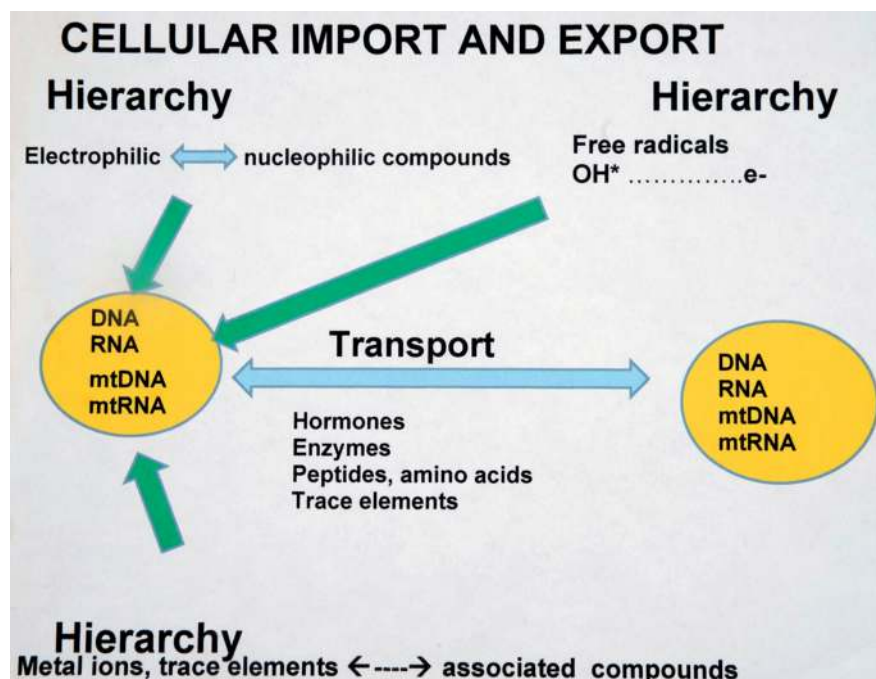 CELLULAR IMPORT AND EXPORT
Hierarchy
Hierarchy
Electrophilic nucleophilic compounds
Free radicals
OH* …………..e-
DNA
RNA
mtDNA
mtRNA
Transport
Hormones
Enzymes
Peptides, amino acids
Trace elements
DNA
RNA
mtDNA
mtRNA
Hierarchy
Metal ions, trace elements ←----→ associated compounds